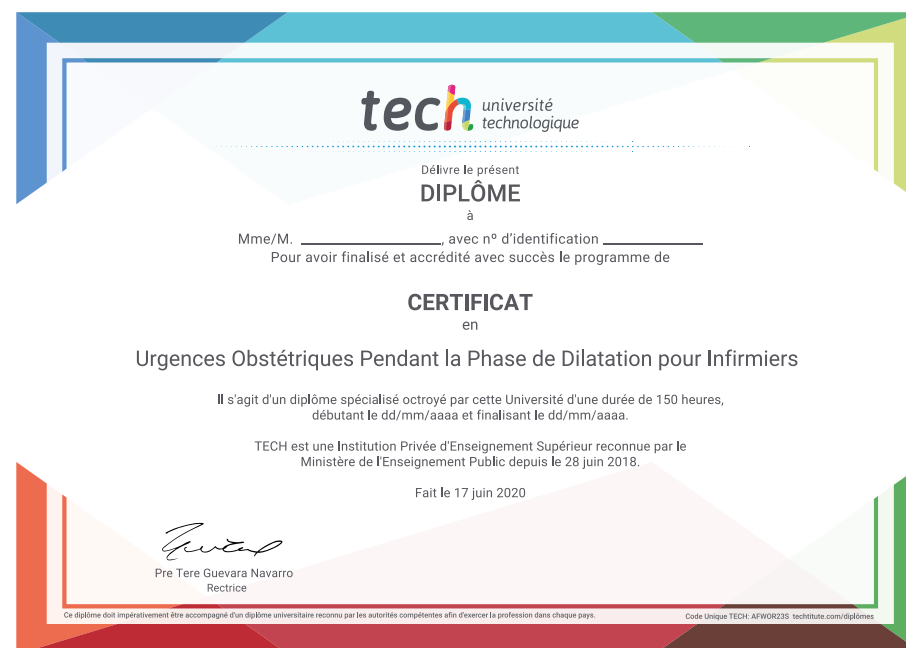 tech université
technologique
Délivre le présent
DIPLÔME
à
Mme/M. ____________________, avec nº d'identification ______________
Pour avoir finalisé et accrédité avec succès le programme de
CERTIFICAT
en
Urgences Obstétriques Pendant la Phase de Dilatation pour Infirmiers
Il s'agit d'un diplôme spécialisé octroyé par cette Université d'une durée de 150 heures,
débutant le dd/mm/aaaa et finalisant le dd/mm/aaaa.
TECH est une Institution Privée d'Enseignement Supérieur reconnue par le
Ministère de l'Enseignement Public depuis le 28 juin 2018.
Fait le 17 juin 2020
Pre Tere Guevara Navarro
Rectrice
Ce diplôme doit impérativement être accompagné d'un diplôme universitaire reconnu par les autorités compétentes afin d'exercer la profession dans chaque pays.
Code Unique TECH: AFWOR23S techtitute.com/diplômes